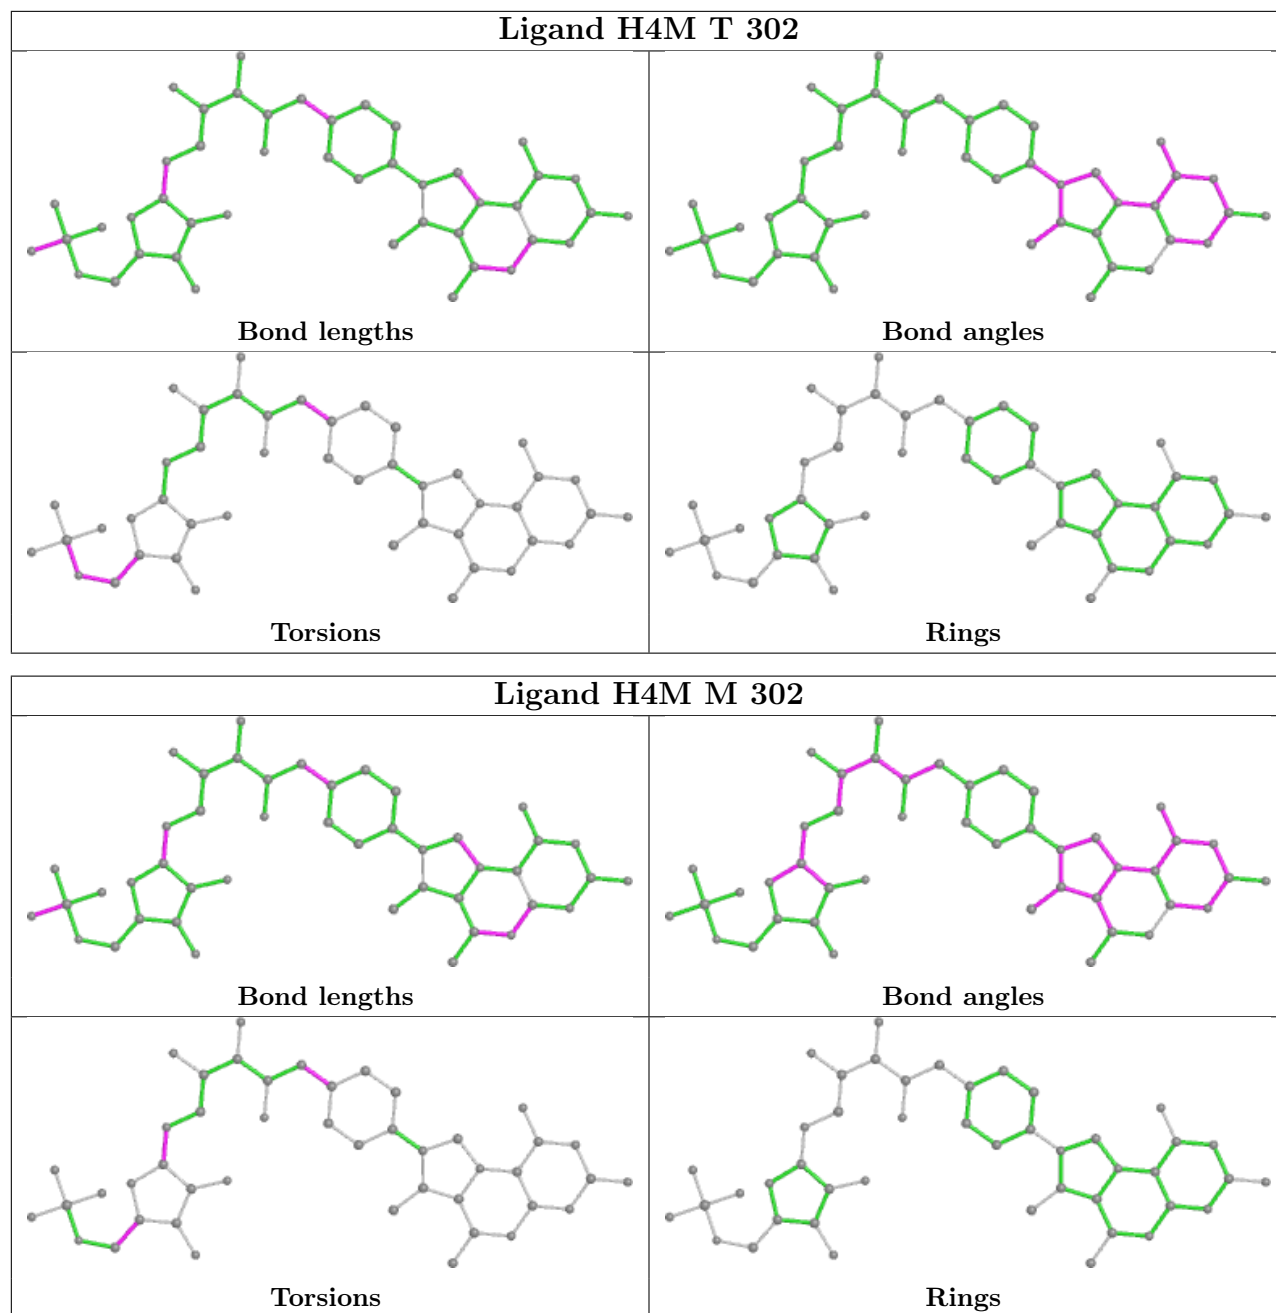 Ligand H4M T 302
Bond lengths
Bond angles
Torsions
Rings
Ligand H4M M 302
Bond lengths
Bond angles
Torsions
Rings